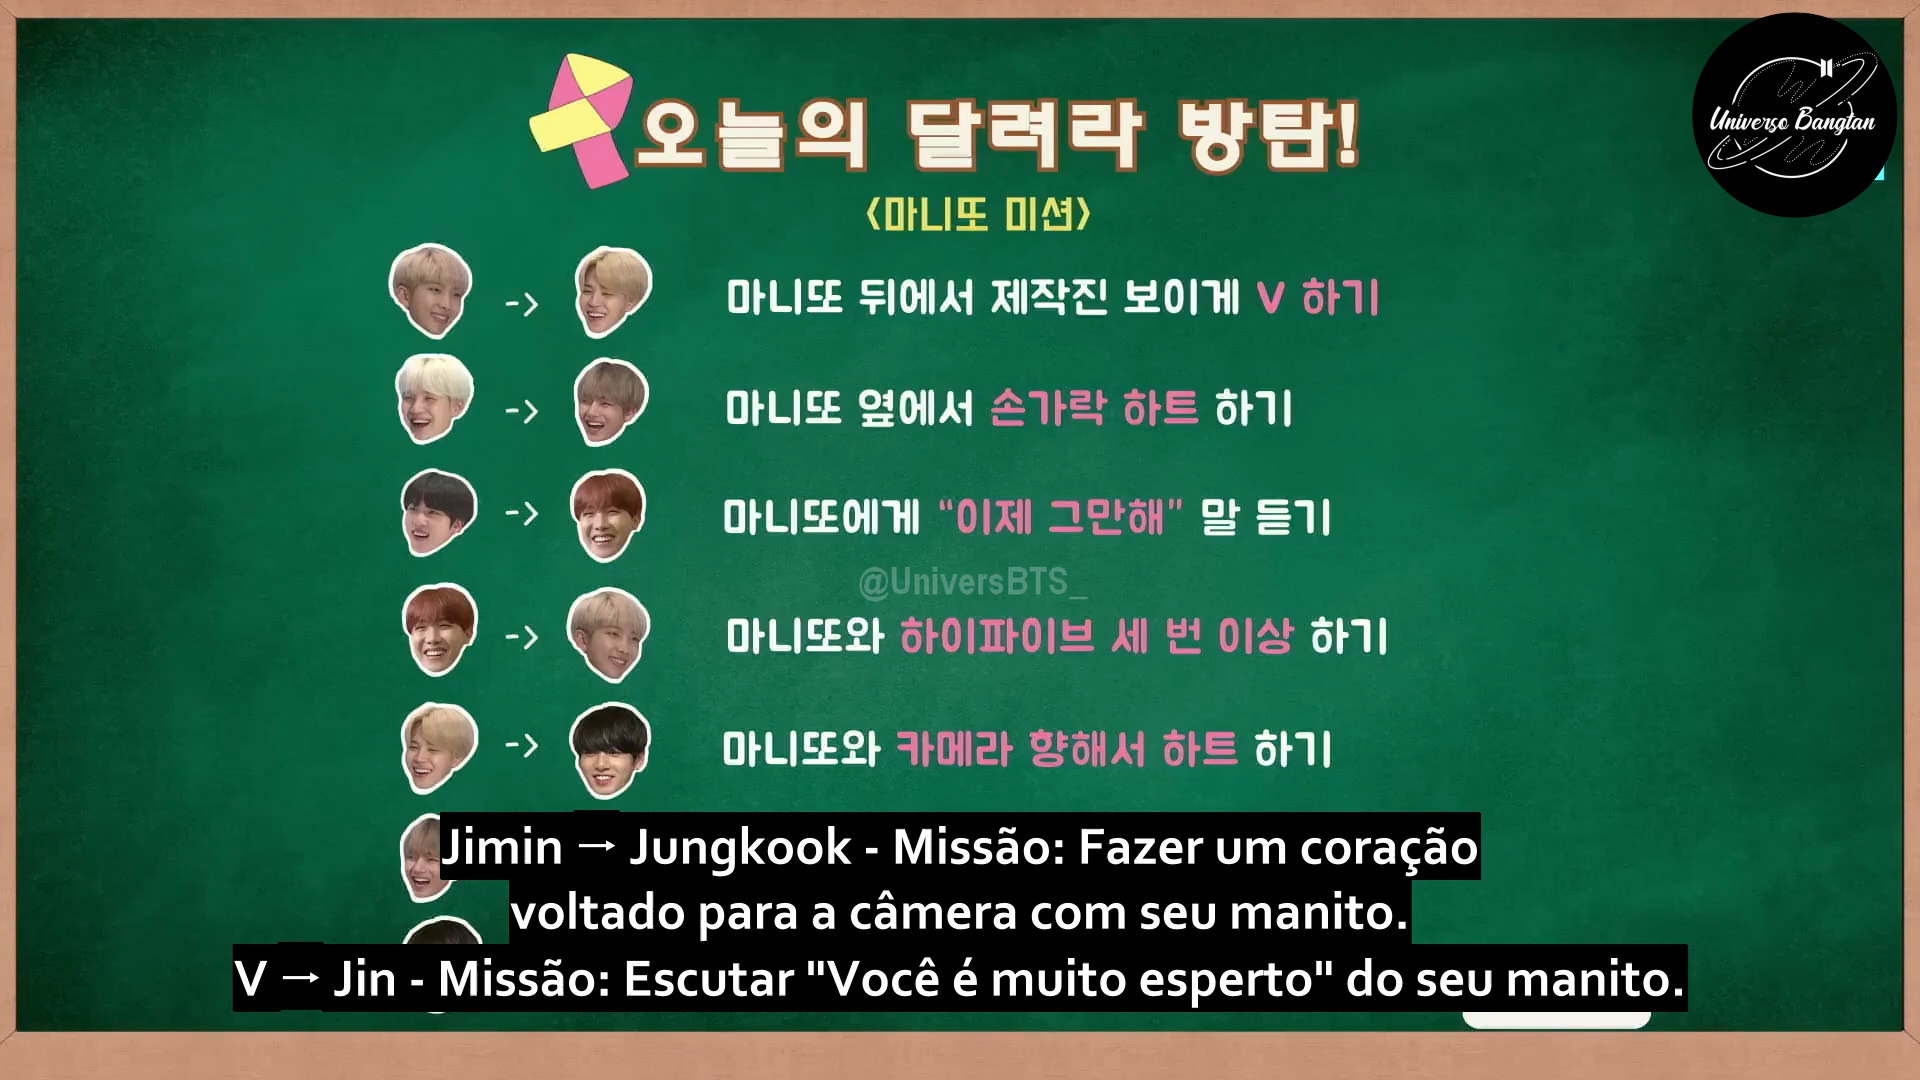 오늘의 달려라 방탄!
Universo Bangtan
<마니또 미션>
-> 마니또 뒤에서 제작진 보이게 V 하기
-> 마니또 옆에서 손가락 하트 하기
-> 마니또에게 “이제 그만해” 말 듣기
@UniversBTS_
-> 마니또와 하이파이브 세 번 이상 하기
-> 마니또와 카메라 향해서 하트 하기
Jimin → Jungkook - Missão: Fazer um coração
voltado para a câmera com seu manito.
V → Jin - Missão: Escutar "Você é muito esperto" do seu manito.